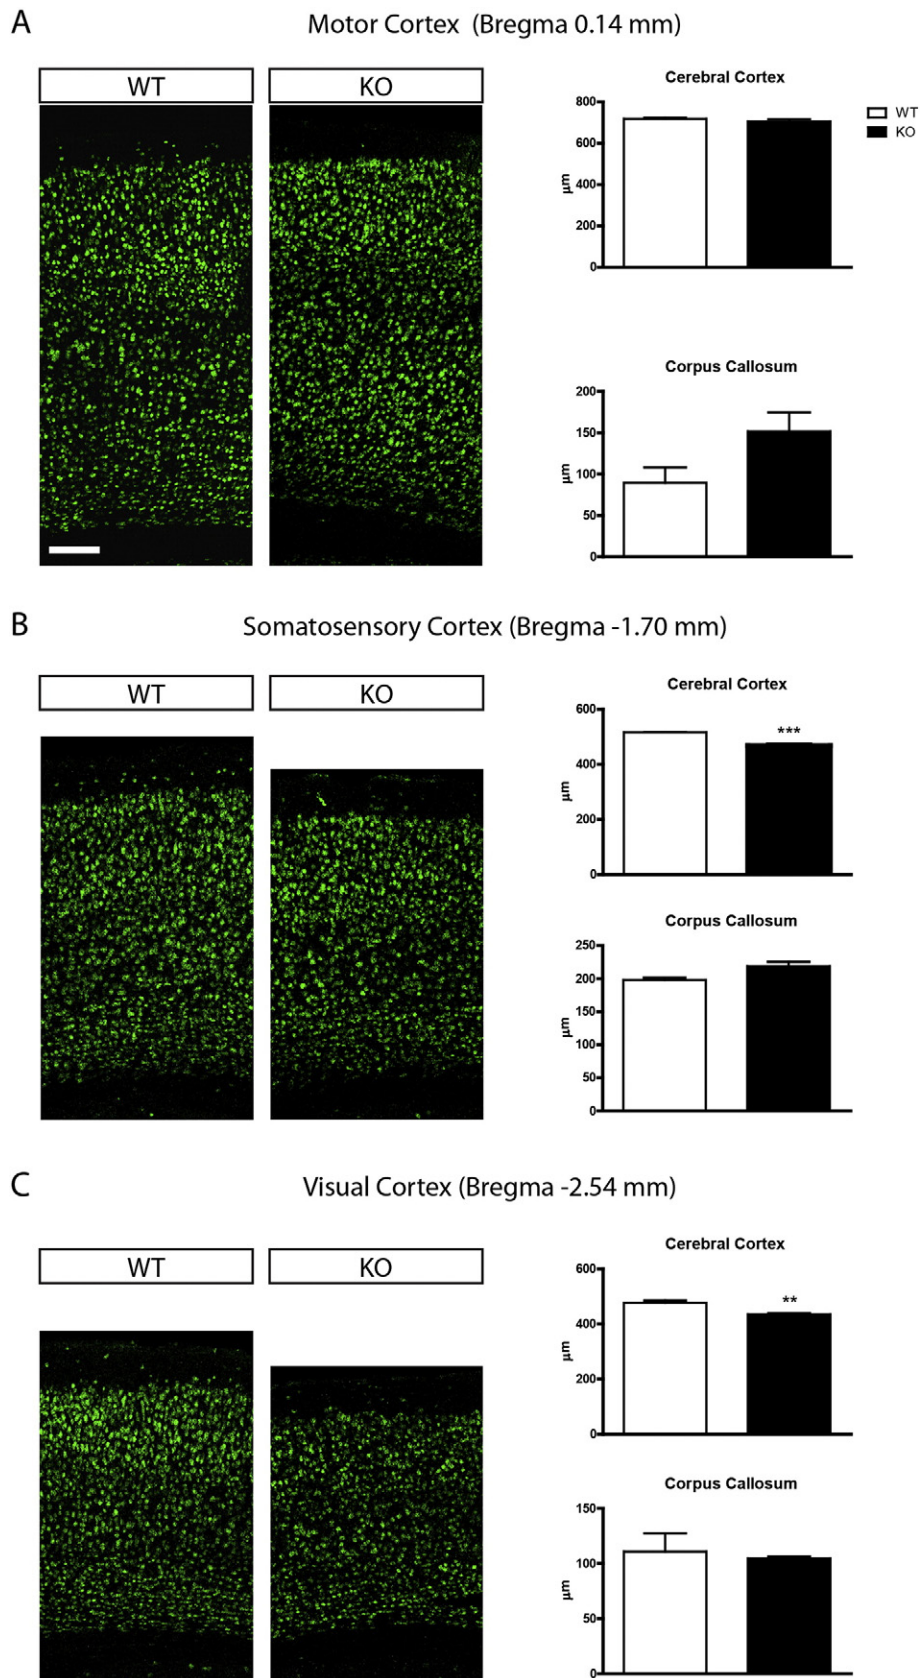 A
Motor Cortex (Bregma 0.14 mm)
WT
KO
Cerebral Cortex
800
600
400
200
0
µm
WT
KO
Corpus Callosum
200
150
100
50
0
µm
B
Somatosensory Cortex (Bregma -1.70 mm)
WT
KO
Cerebral Cortex
600
400
200
0
µm
***
Corpus Callosum
250
200
150
100
50
0
µm
C
Visual Cortex (Bregma -2.54 mm)
WT
KO
Cerebral Cortex
600
400
200
0
µm
**
Corpus Callosum
150
100
50
0
µm